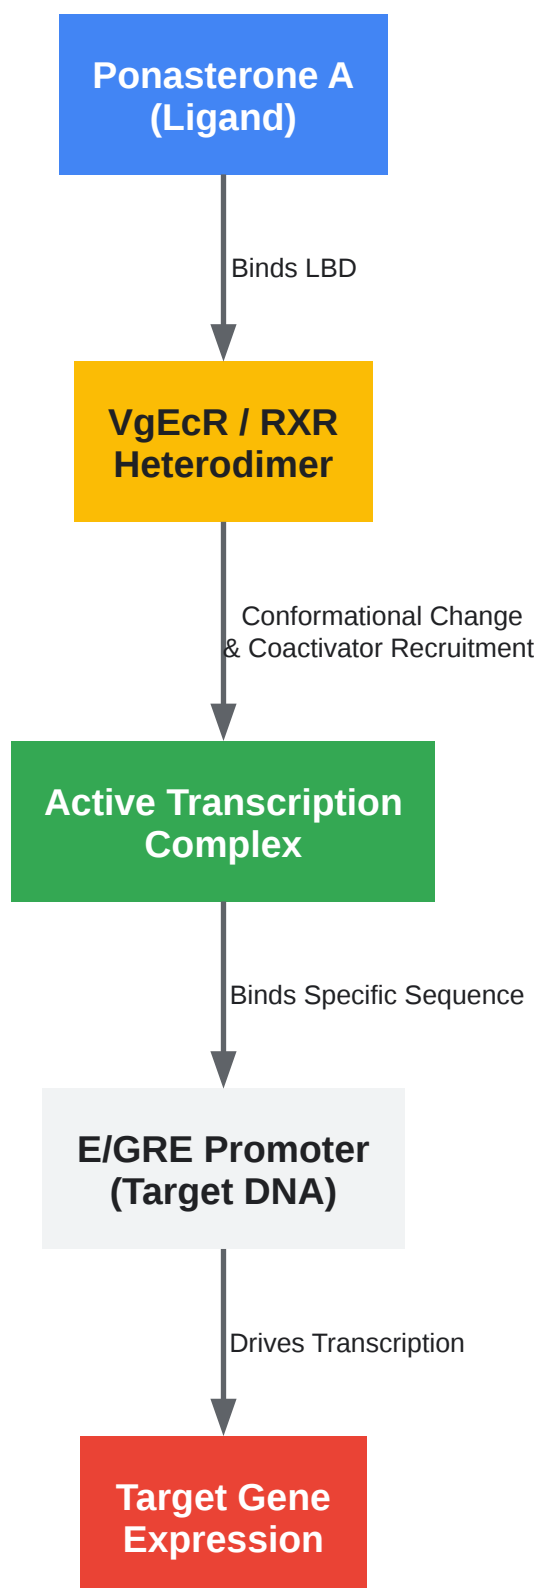 Ponasterone A
(Ligand)
Binds LBD
VgEcR / RXR
Heterodimer
Conformational Change
& Coactivator Recruitment
Active Transcription
Complex
Binds Specific Sequence
E/GRE Promoter
(Target DNA)
Drives Transcription
Target Gene
Expression